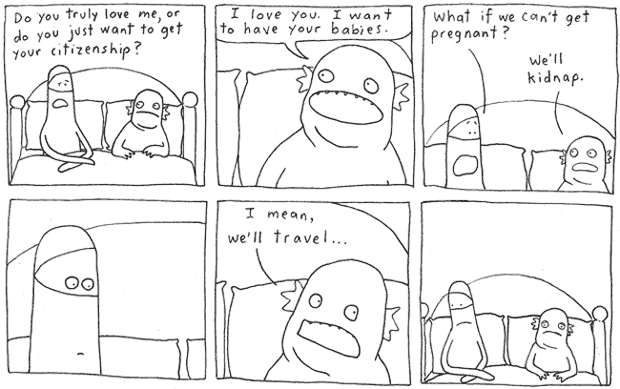 Do you truly love me, or
do you just want to get
your citizenship?
I love you. I want
to have your babies.
What if we can't get
pregnant?
we'll
kidnap.
I mean,
we'll travel...